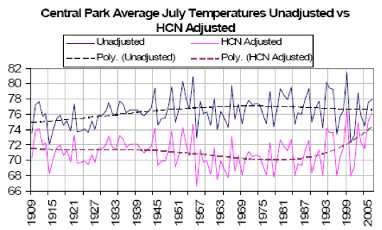 Central Park Average July Temperatures Unadjusted vs
HCN Adjusted
Unadjusted HCN Adjusted
Poly. (Unadjusted) Poly. (HCN Adjusted)
82
80
78
76
74
72
70
68
66
1909 1915 1921 1927 1933 1939 1945 1951 1957 1963 1969 1975 1981 1987 1993 1999 2005